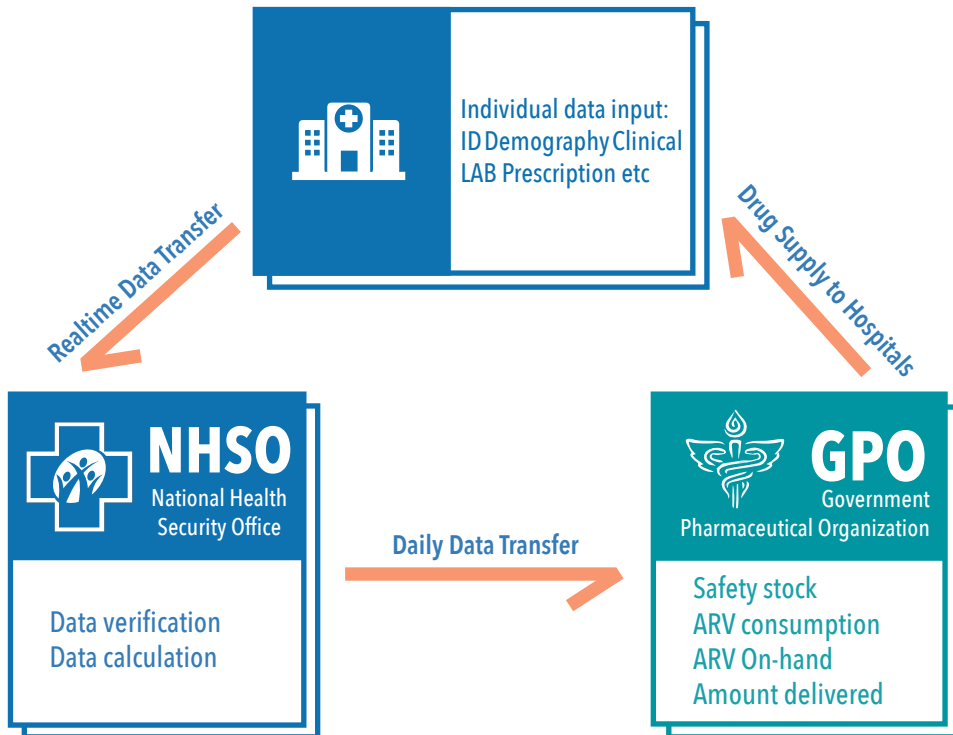 Individual data input:
ID Demography Clinical
LAB Prescription etc
Realtime Data Transfer
Drug Supply to Hospitals
NHSO
National Health
Security Office
Data verification
Data calculation
Daily Data Transfer
GPO
Government
Pharmaceutical Organization
Safety stock
ARV consumption
ARV On-hand
Amount delivered